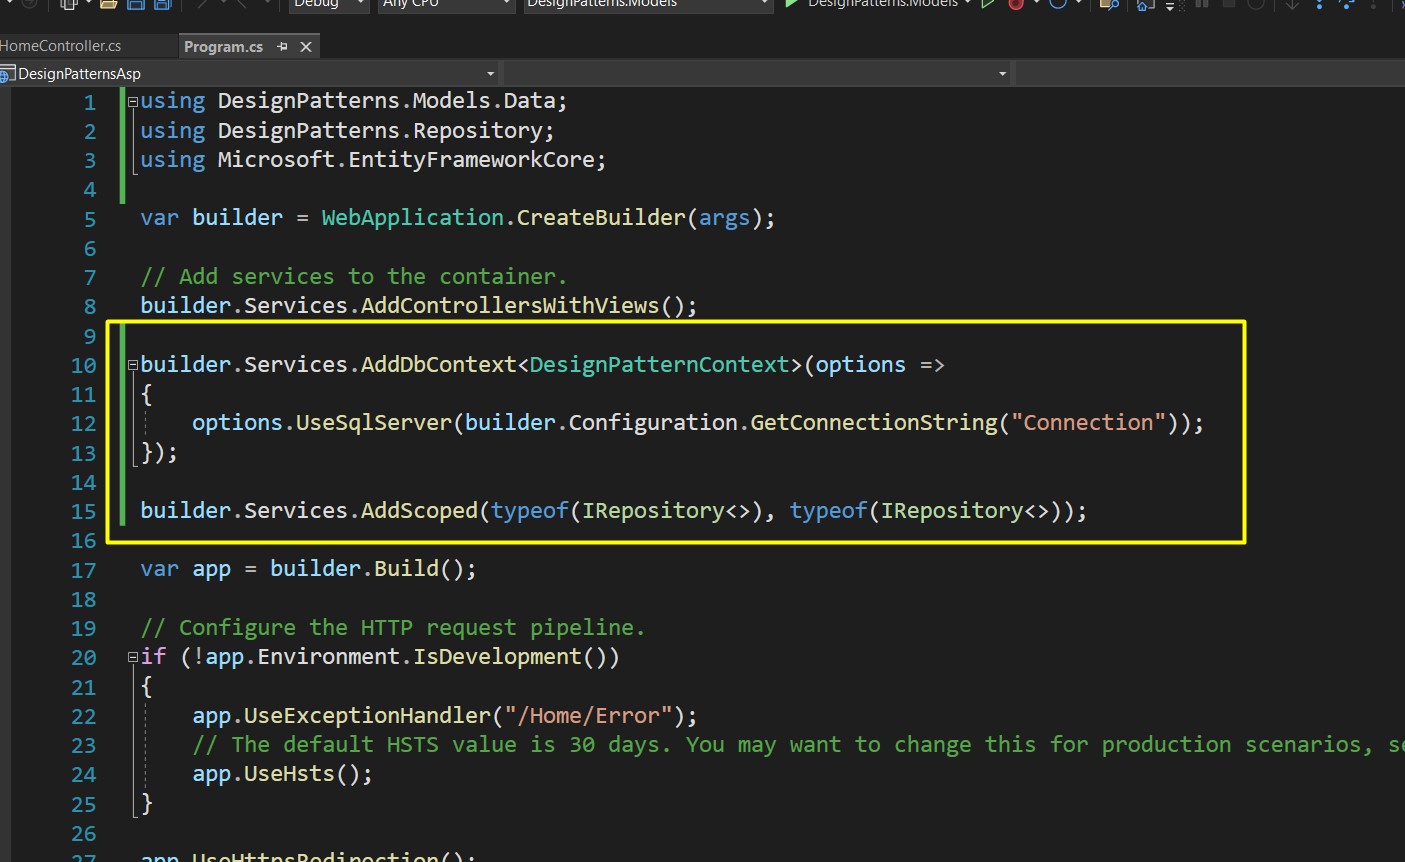 Debug
Any CPU
DesignPatterns.Models
DesignPatterns.Models
HomeController.cs
Program.cs
DesignPatternsAsp
1 using DesignPatterns.Models.Data;
2 using DesignPatterns.Repository;
3 using Microsoft.EntityFrameworkCore;
4
5 var builder = WebApplication.CreateBuilder(args);
6
7 // Add services to the container.
8 builder.Services.AddControllersWithViews();
9
10 builder.Services.AddDbContext<DesignPatternContext>(options =>
11 {
12 options.UseSqlServer(builder.Configuration.GetConnectionString("Connection"));
13 });
14
15 builder.Services.AddScoped(typeof(IRepository<>), typeof(IRepository<>));
16
17 var app = builder.Build();
18
19 // Configure the HTTP request pipeline.
20 if (!app.Environment.IsDevelopment())
21 {
22 app.UseExceptionHandler("/Home/Error");
23 // The default HSTS value is 30 days. You may want to change this for production scenarios, se
24 app.UseHsts();
25 }
26
27 app.UseHttpsRedirection();